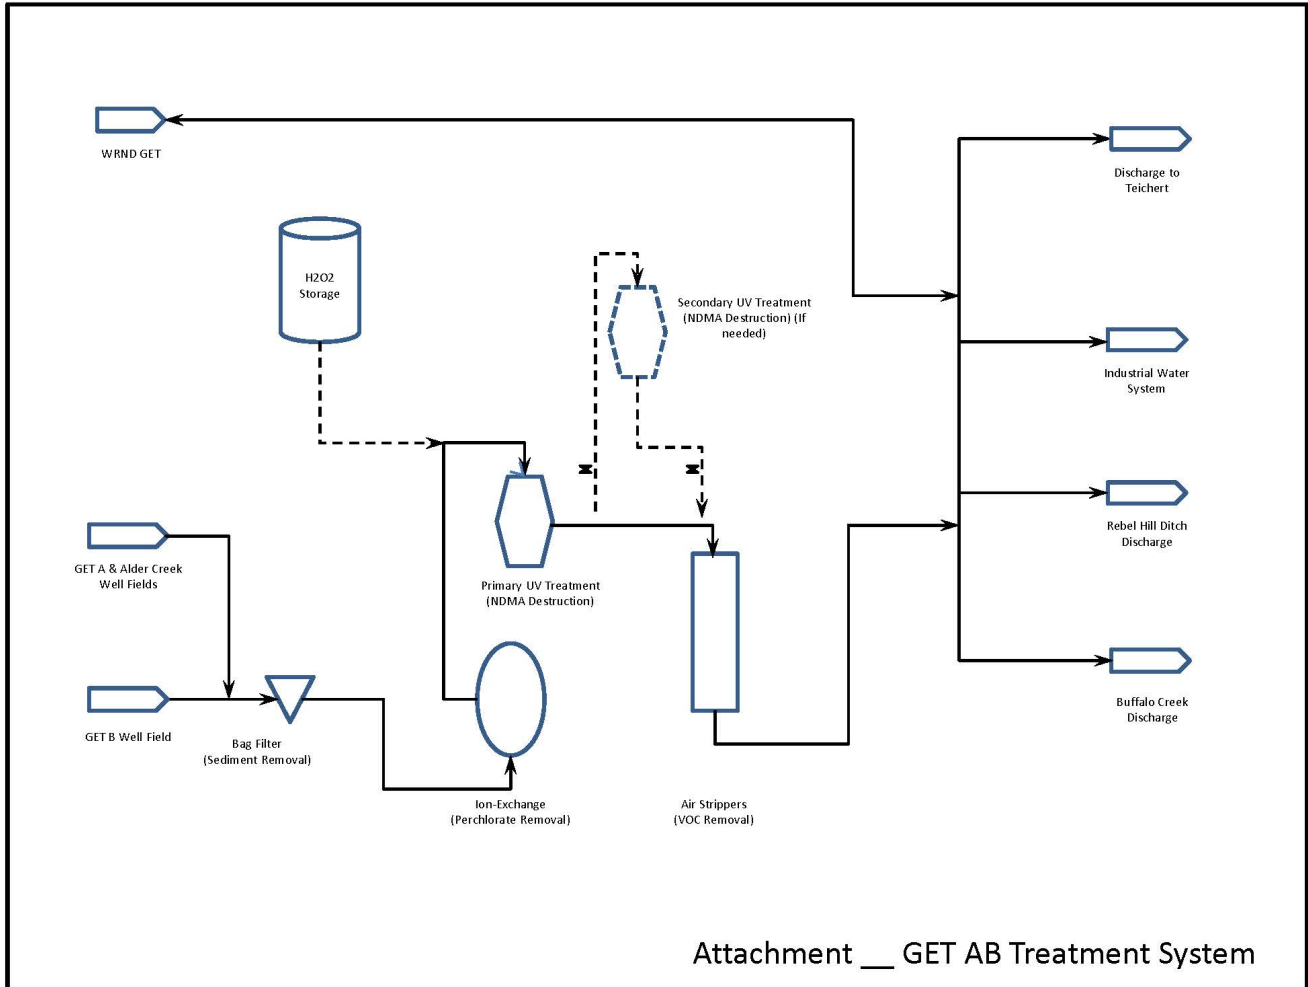 WRND GET
Discharge to
Teichert
H2O2
Storage
Secondary UV Treatment
(NDMA Destruction) (If
needed)
Industrial Water
System
GET A & Alder Creek
Well Fields
Primary UV Treatment
(NDMA Destruction)
Rebel Hill Ditch
Discharge
GET B Well Field
Bag Filter
(Sediment Removal)
Buffalo Creek
Discharge
Ion-Exchange
(Perchlorate Removal)
Air Strippers
(VOC Removal)
Attachment __ GET AB Treatment System